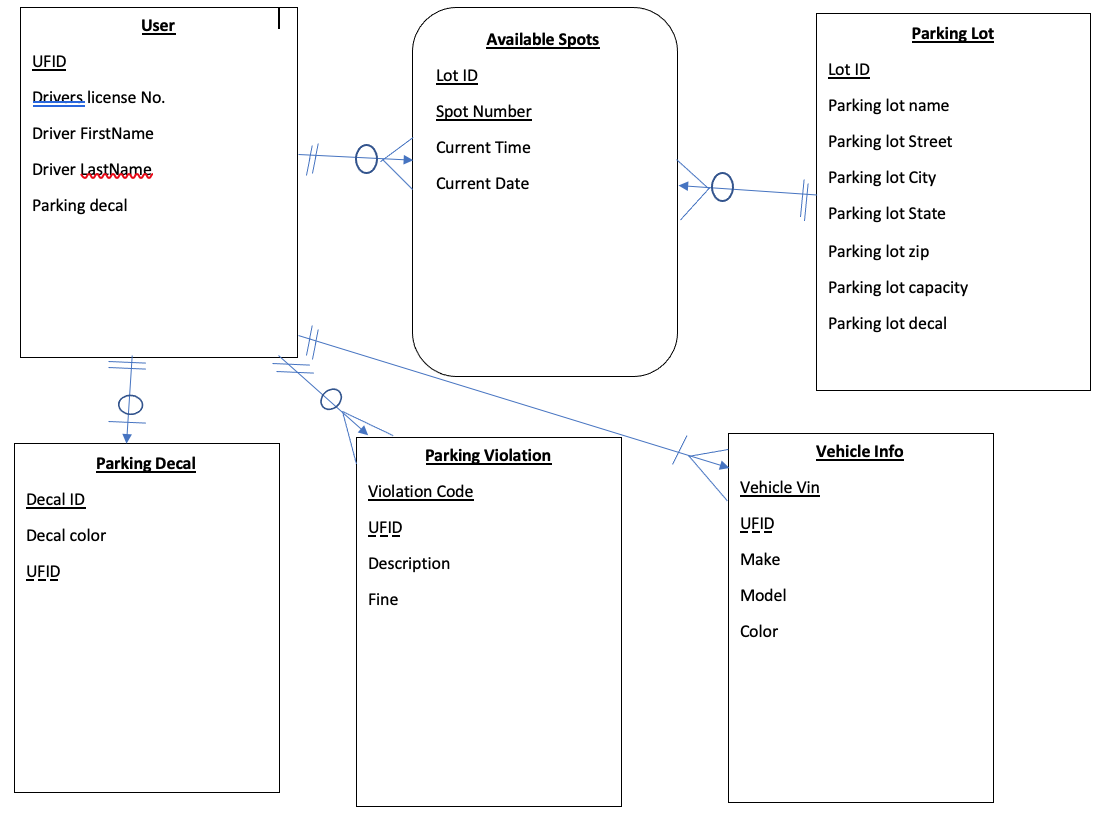 User
UFID
Drivers license No.
Driver FirstName
Driver LastName
Parking decal
Available Spots
Lot ID
Spot Number
Current Time
Current Date
Parking Lot
Lot ID
Parking lot name
Parking lot Street
Parking lot City
Parking lot State
Parking lot zip
Parking lot capacity
Parking lot decal
Parking Decal
Decal ID
Decal color
UFID
Parking Violation
Violation Code
UFID
Description
Fine
Vehicle Info
Vehicle Vin
UFID
Make
Model
Color